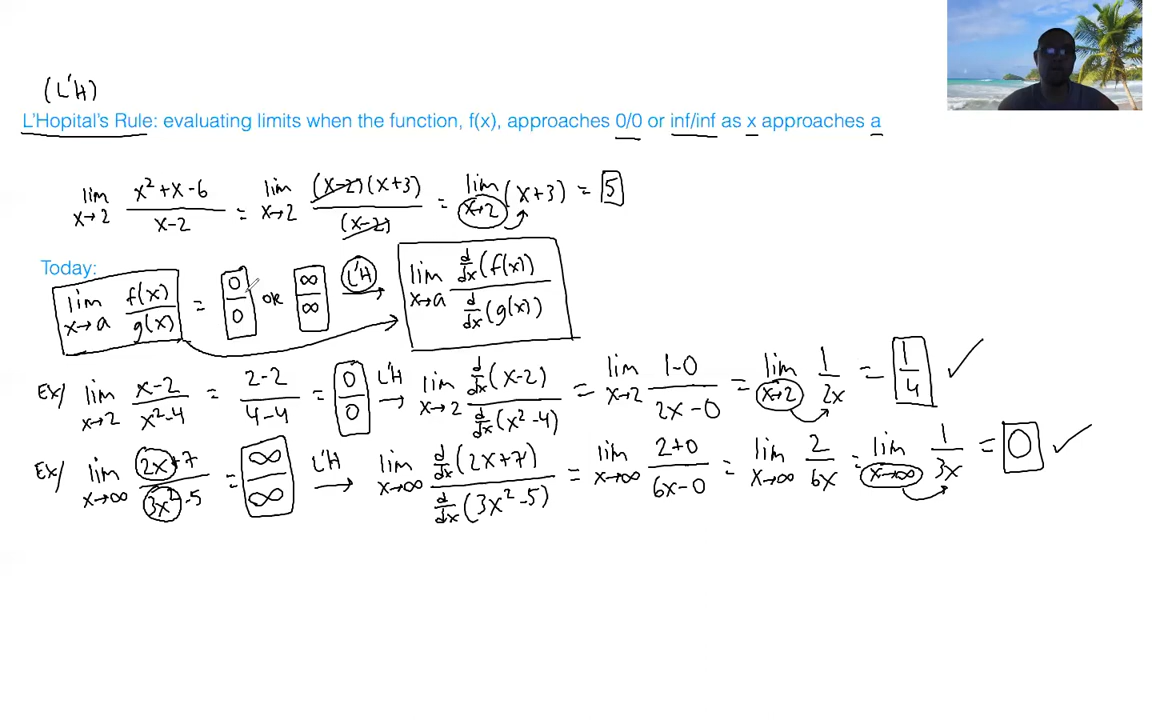 (L'H)
L'Hopital's Rule: evaluating limits when the function, f(x), approaches 0/0 or inf/inf as x approaches a
lim x→2 (x²+x-6)/(x-2) = lim x→2 (x-2)(x+3)/(x-2) = lim x→2 (x+3) = 5
Today:
lim x→a f(x)/g(x) = 0/0 or ∞/∞ L'H → lim x→a d/dx(f(x))/d/dx(g(x))
Ex) lim x→2 (x-2)/(x²-4) = (2-2)/(4-4) = 0/0 L'H → lim x→2 d/dx(x-2)/d/dx(x²-4) = lim x→2 (1-0)/(2x-0) = lim x→2 1/2x = 1/4 ✓
Ex) lim x→∞ (2x+7)/(3x²-5) = ∞/∞ L'H → lim x→∞ d/dx(2x+7)/d/dx(3x²-5) = lim x→∞ (2+0)/(6x-0) = lim x→∞ 2/6x = lim x→∞ 1/3x = 0 ✓